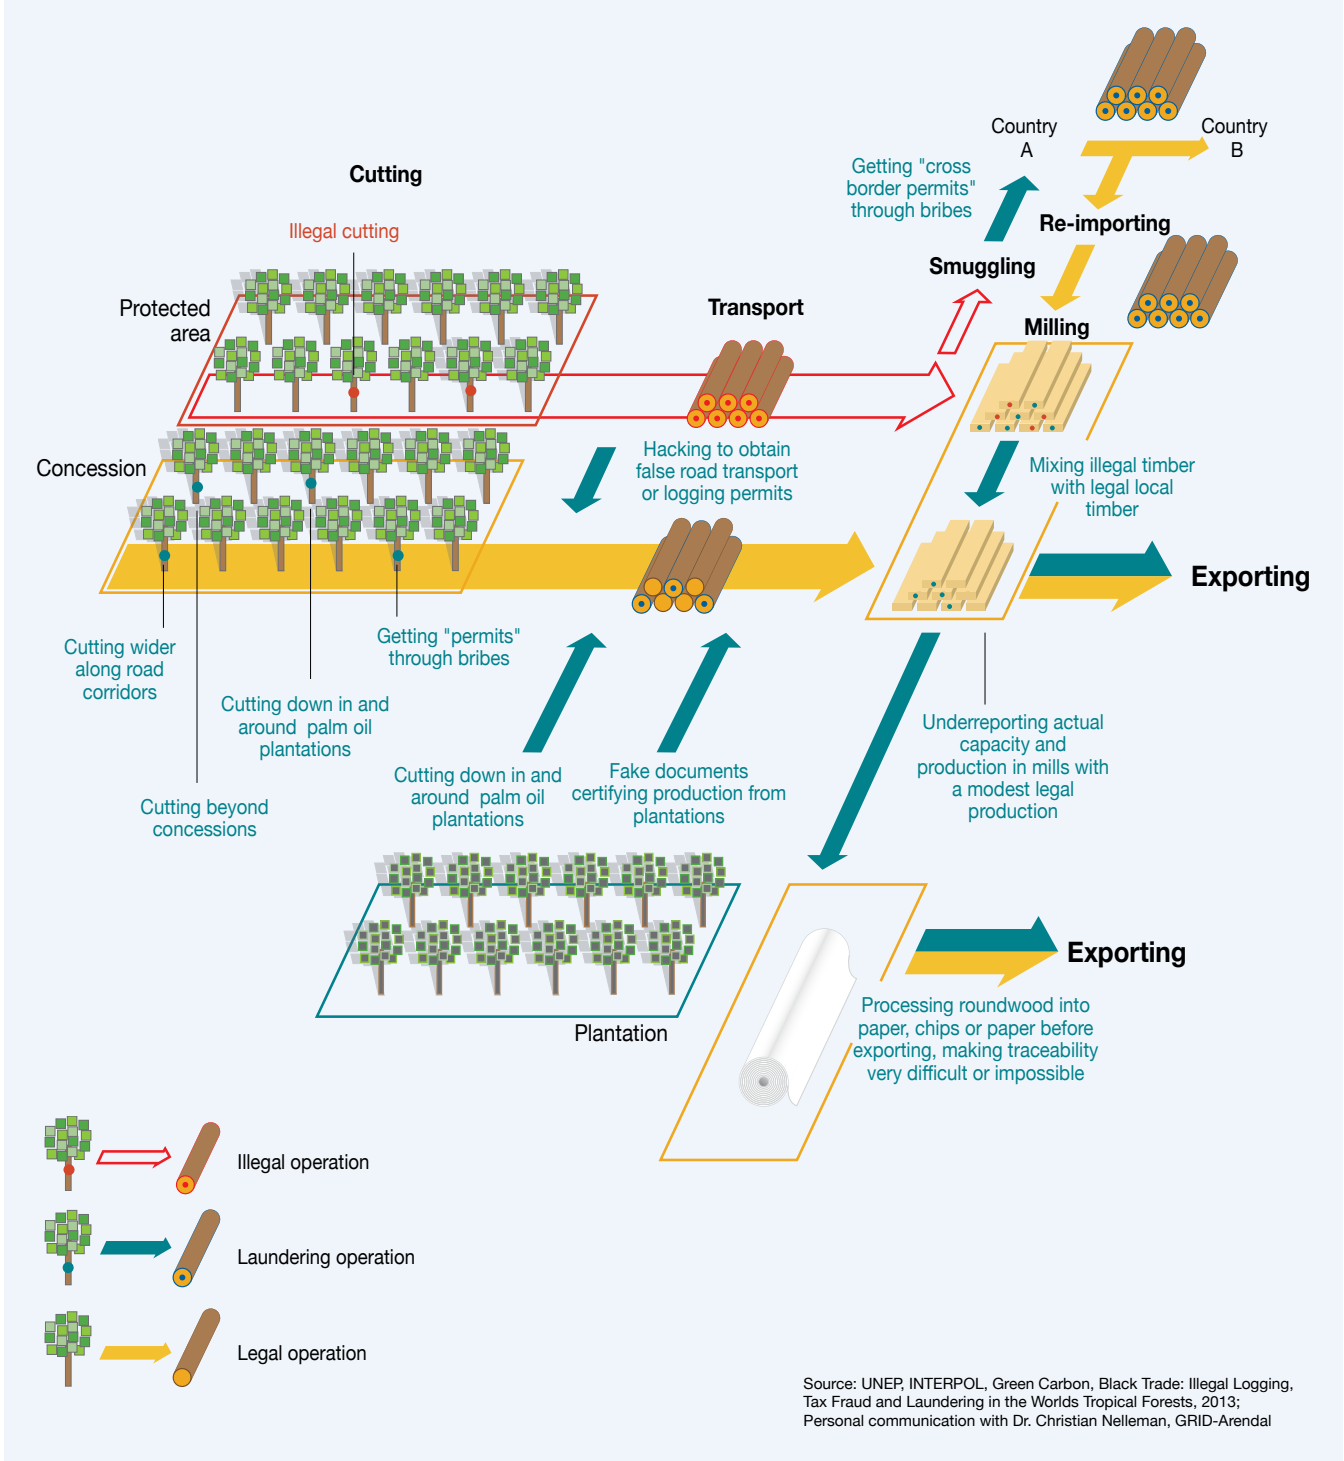 Country
A
Country
B
Getting "cross
border permits"
through bribes
Cutting
Re-importing
Illegal cutting
Smuggling
Protected
area
Transport
Milling
Hacking to obtain
false road transport
or logging permits
Concession
Mixing illegal timber
with legal local
timber
Exporting
Cutting wider
along road
corridors
Getting "permits"
through bribes
Cutting down in and
around palm oil
plantations
Cutting beyond
concessions
Cutting down in and
around palm oil
plantations
Fake documents
certifying production from
plantations
Underreporting actual
capacity and
production in mills with
a modest legal
production
Exporting
Plantation
Processing roundwood into
paper, chips or paper before
exporting, making traceability
very difficult or impossible
Illegal operation
Laundering operation
Legal operation
Source: UNEP, INTERPOL, Green Carbon, Black Trade: Illegal Logging,
Tax Fraud and Laundering in the Worlds Tropical Forests, 2013;
Personal communication with Dr. Christian Nelleman, GRID-Arendal